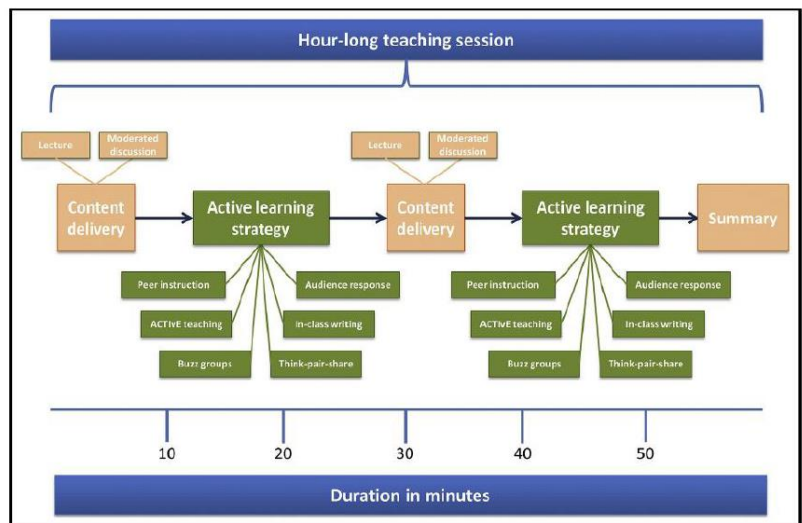 Hour-long teaching session
Lecture
Moderated
discussion
Lecture
Moderated
discussion
Content
delivery
Active learning
strategy
Content
delivery
Active learning
strategy
Summary
Peer instruction
Audience response
Peer instruction
Audience response
ACTIVE teaching
In-class writing
ACTIVE teaching
In-class writing
Buzz groups
Think-pair-share
Buzz groups
Think-pair-share
10
20
30
40
50
Duration in minutes